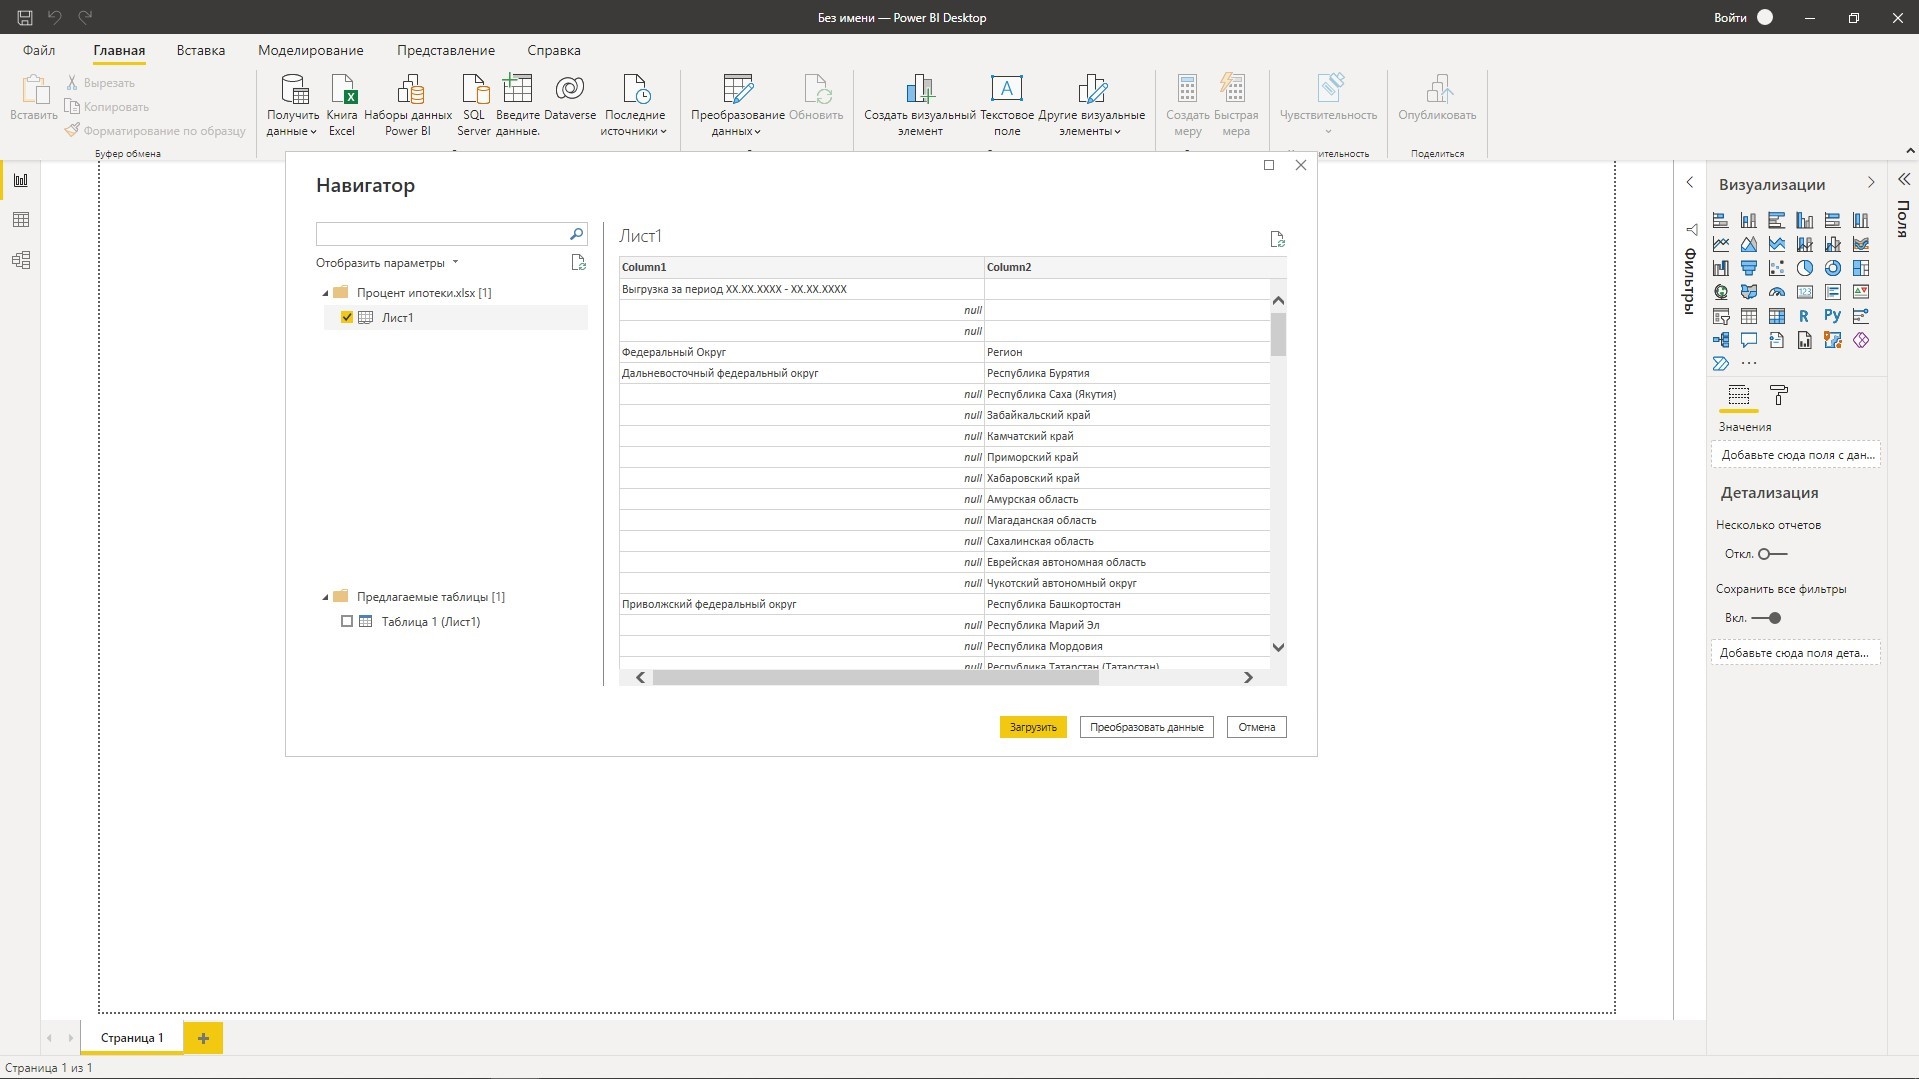 Без имени — Power BI Desktop
Войти
Файл
Главная
Вставка
Моделирование
Представление
Справка
Вставить
Вырезать
Копировать
Форматирование по образцу
Буфер обмена
Получить данные
Книга Excel
Наборы данных Power BI
SQL Server
Введите данные.
Dataverse
Последние источники
Преобразование данных
Обновить
Создать визуальный элемент
Текстовое поле
Другие визуальные элементы
Создать меру
Быстрая мера
Чувствительность
Опубликовать
Поделиться
Навигатор
Отобразить параметры
Процент ипотеки.xlsx [1]
Лист1
Предлагаемые таблицы [1]
Таблица 1 (Лист1)
Лист1
Column1 Column2
Выгрузка за период XX.XX.XXXX - XX.XX.XXXX
null
null
Федеральный Округ Регион
Дальневосточный федеральный округ Республика Бурятия
null Республика Саха (Якутия)
null Забайкальский край
null Камчатский край
null Приморский край
null Хабаровский край
null Амурская область
null Магаданская область
null Сахалинская область
null Еврейская автономная область
null Чукотский автономный округ
Приволжский федеральный округ Республика Башкортостан
null Республика Марий Эл
null Республика Мордовия
null Республика Татарстан (Татарстан)
Загрузить
Преобразовать данные
Отмена
Фильтры
Визуализации
123
R
Py
Значения
Добавьте сюда поля с дан...
Детализация
Несколько отчетов
Откл.
Сохранить все фильтры
Вкл.
Добавьте сюда поля дета...
Поля
Страница 1
Страница 1 из 1